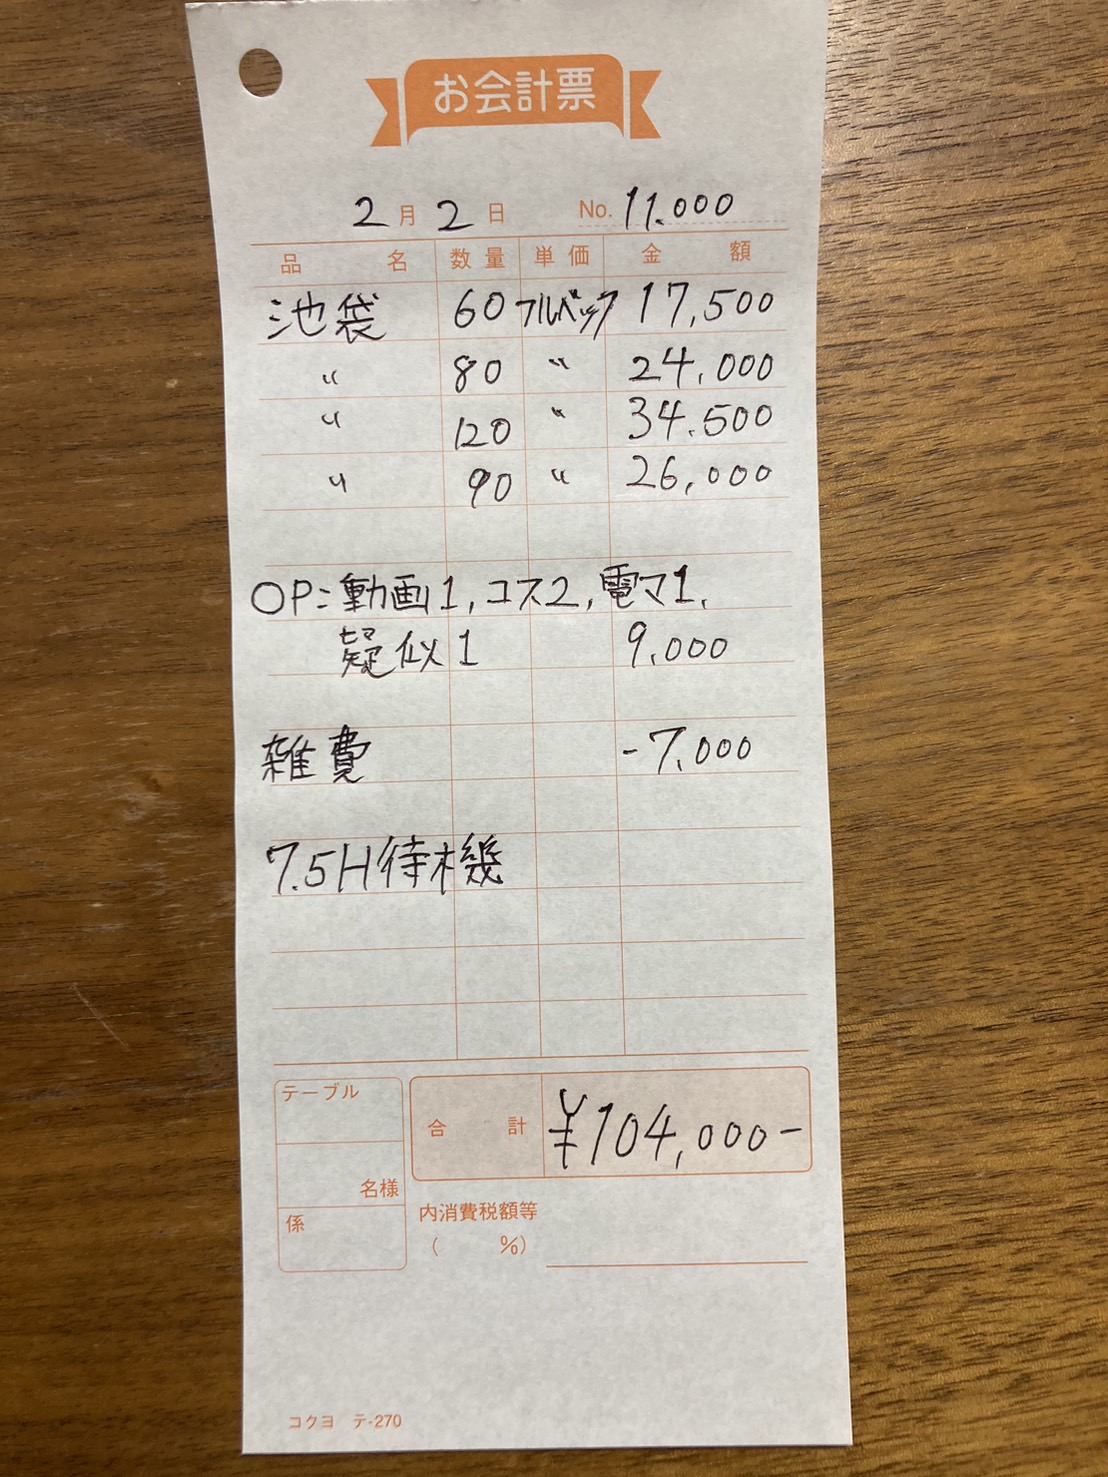 お会計票
2月2日 No.11.000
品名 数量 単価 金額
池袋 60 フルバック 17,500
〃 80 〃 24,000
〃 120 〃 34,500
〃 90 〃 26,000
OP:動画1,コス2,電マ1,
疑似1 9,000
雑費 -7,000
7.5H待機
テーブル
合計 ¥104,000-
名様
係
内消費税額等
( %)
コクヨ テ-270